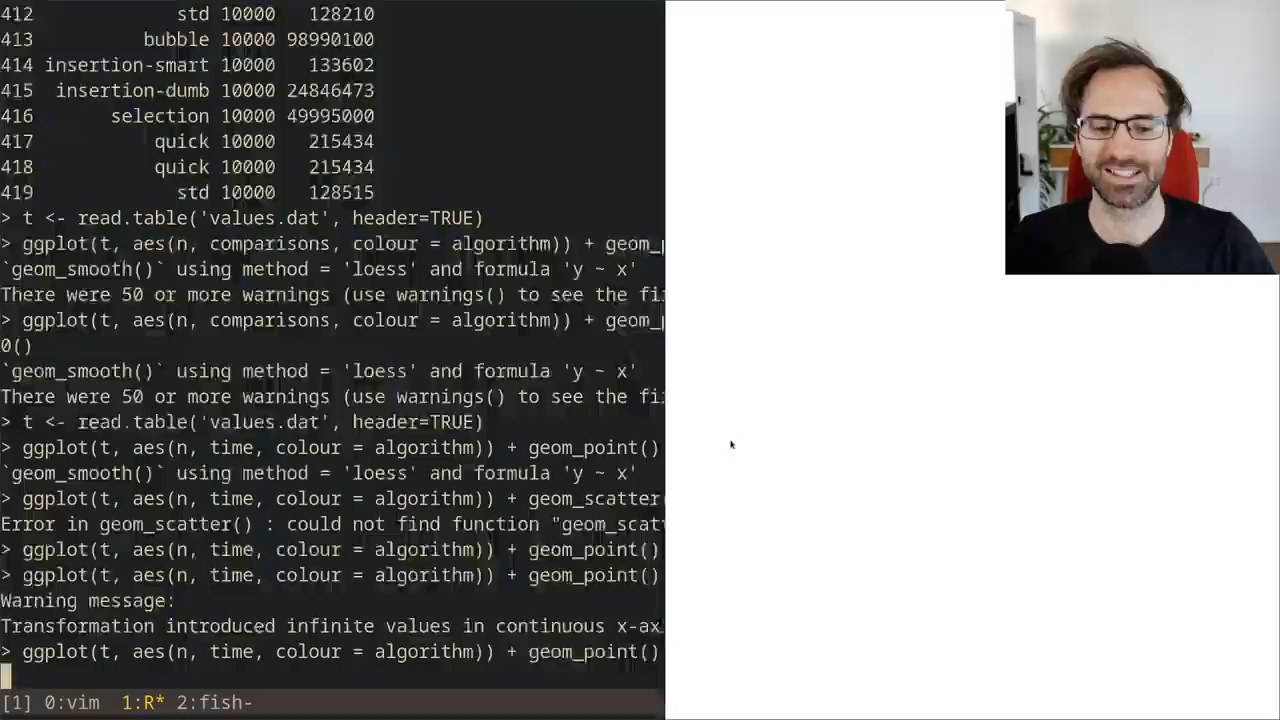 412 std 10000 128210
413 bubble 10000 98990100
414 insertion-smart 10000 133602
415 insertion-dumb 10000 24846473
416 selection 10000 49995000
417 quick 10000 215434
418 quick 10000 215434
419 std 10000 128515
> t <- read.table('values.dat', header=TRUE)
> ggplot(t, aes(n, comparisons, colour = algorithm)) + geom_p
`geom_smooth()` using method = 'loess' and formula 'y ~ x'
There were 50 or more warnings (use warnings() to see the fi
> ggplot(t, aes(n, comparisons, colour = algorithm)) + geom_p
0()
`geom_smooth()` using method = 'loess' and formula 'y ~ x'
There were 50 or more warnings (use warnings() to see the fi
> t <- read.table('values.dat', header=TRUE)
> ggplot(t, aes(n, time, colour = algorithm)) + geom_point()
`geom_smooth()` using method = 'loess' and formula 'y ~ x'
> ggplot(t, aes(n, time, colour = algorithm)) + geom_scatter(
Error in geom_scatter() : could not find function "geom_scat
> ggplot(t, aes(n, time, colour = algorithm)) + geom_point()
> ggplot(t, aes(n, time, colour = algorithm)) + geom_point()
Warning message:
Transformation introduced infinite values in continuous x-ax
> ggplot(t, aes(n, time, colour = algorithm)) + geom_point()
[1] 0:vim 1:R* 2:fish-